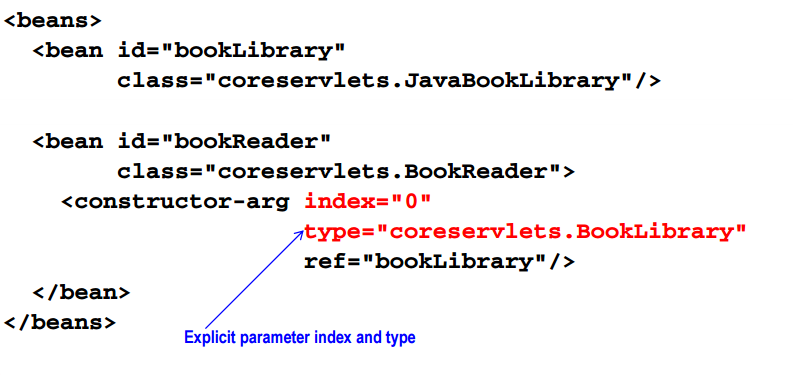 <beans>
  <bean id="bookLibrary"
        class="coreservlets.JavaBookLibrary"/>
  <bean id="bookReader"
        class="coreservlets.BookReader">
    <constructor-arg index="0"
                     type="coreservlets.BookLibrary"
                     ref="bookLibrary"/>
  </bean>
</beans>
Explicit parameter index and type